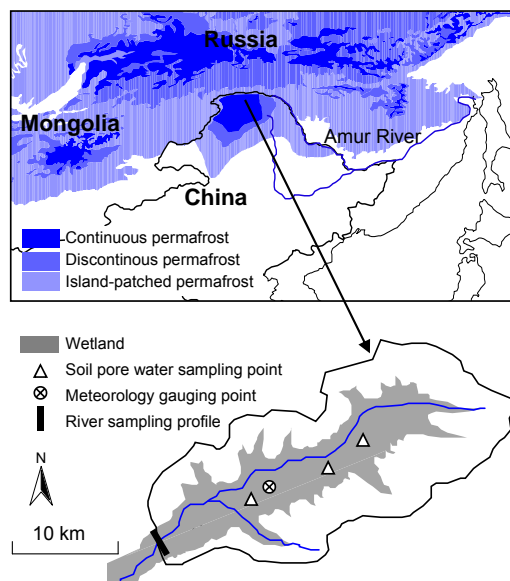 Russia
Mongolia
Amur River
China
Continuous permafrost
Discontinous permafrost
Island-patched permafrost
Wetland
Soil pore water sampling point
Meteorology gauging point
River sampling profile
N
10 km